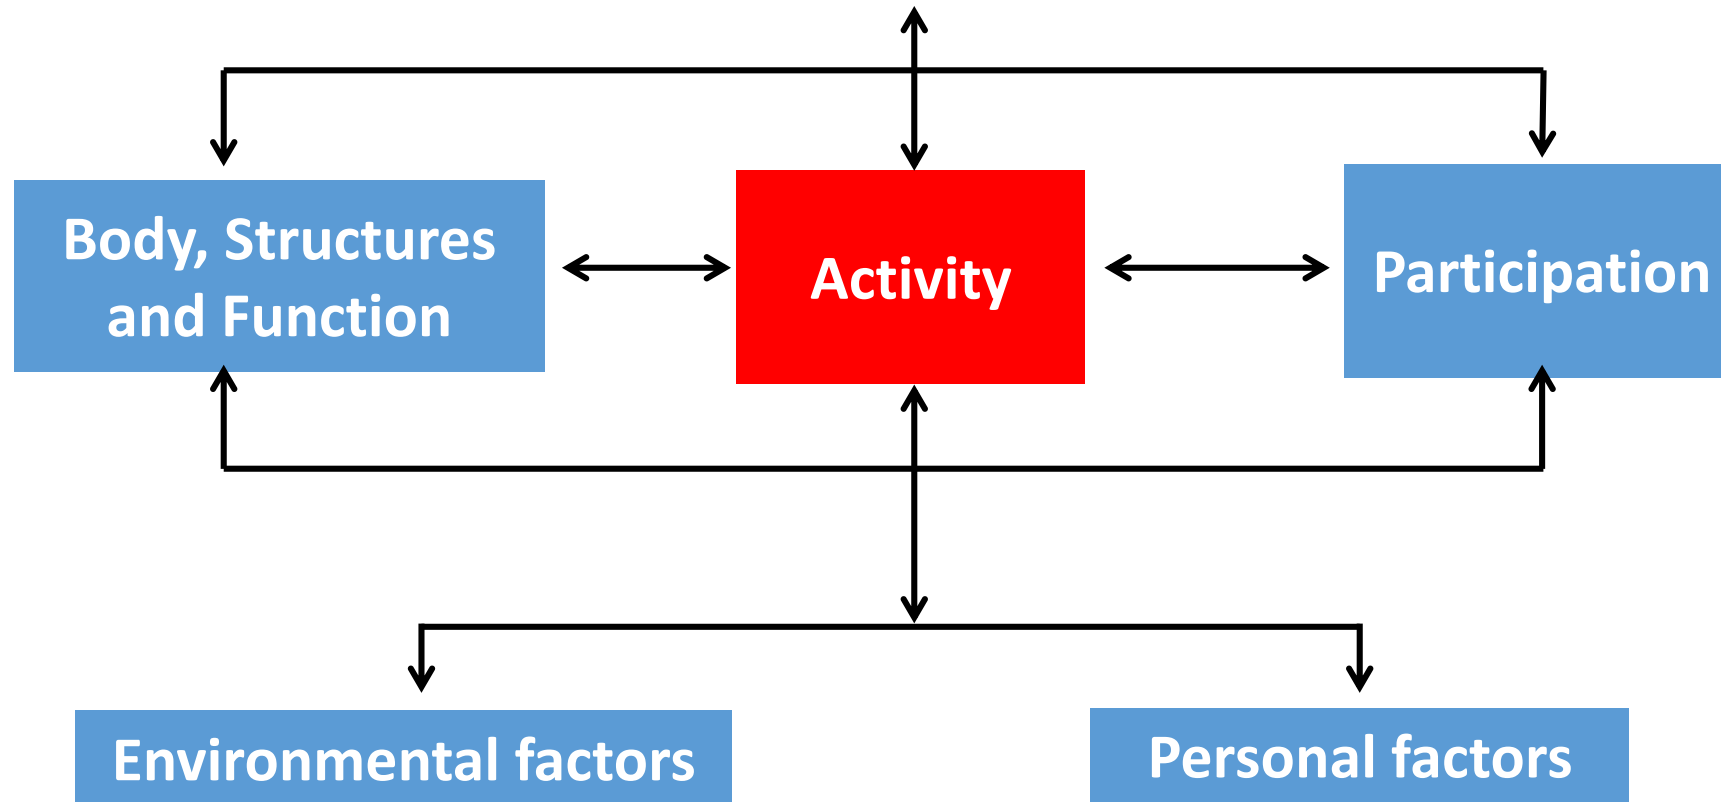 Body, Structures
and Function
Activity
Participation
Environmental factors
Personal factors